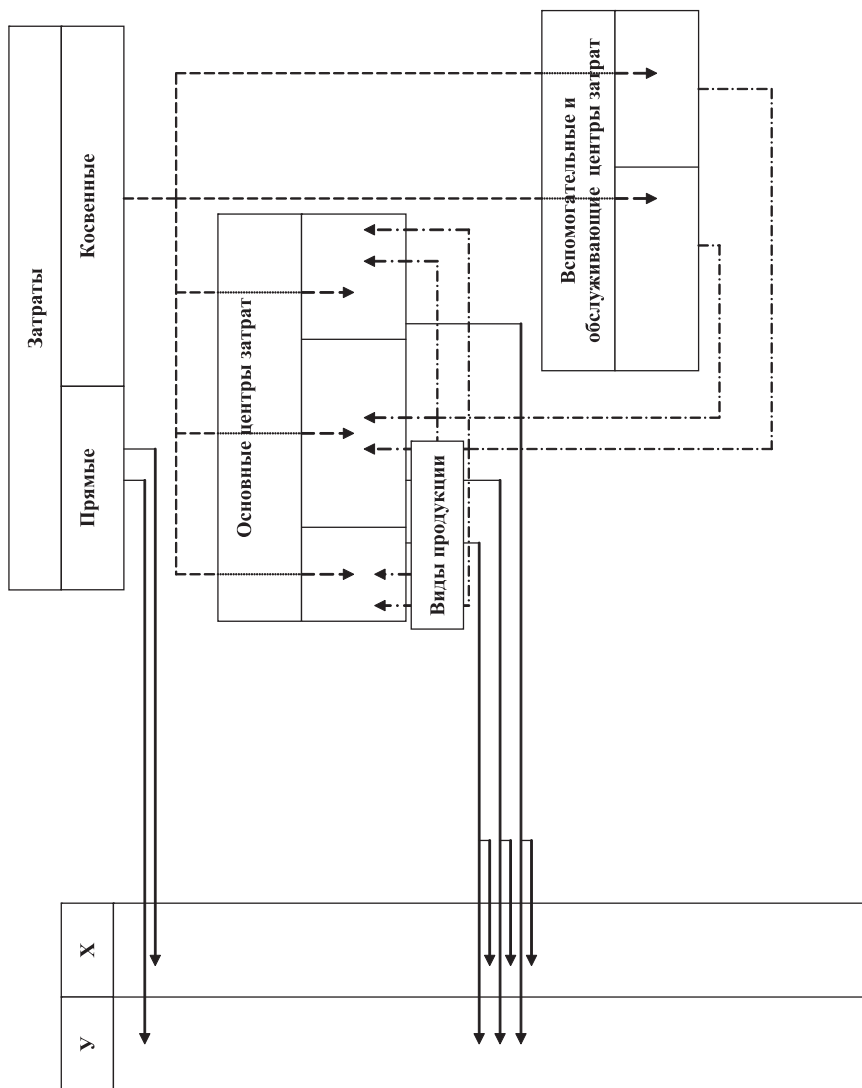 Затраты
Прямые
Косвенные
Основные центры затрат
Вспомогательные и
обслуживающие центры затрат
Виды продукции
У
Х